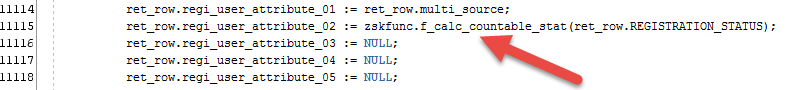 11114 ret_row.regi_user_attribute_01 := ret_row.multi_source;
11115 ret_row.regi_user_attribute_02 := zskfunc.f_calc_countable_stat(ret_row.REGISTRATION_STATUS);
11116 ret_row.regi_user_attribute_03 := NULL;
11117 ret_row.regi_user_attribute_04 := NULL;
11118 ret_row.regi_user_attribute_05 := NULL;